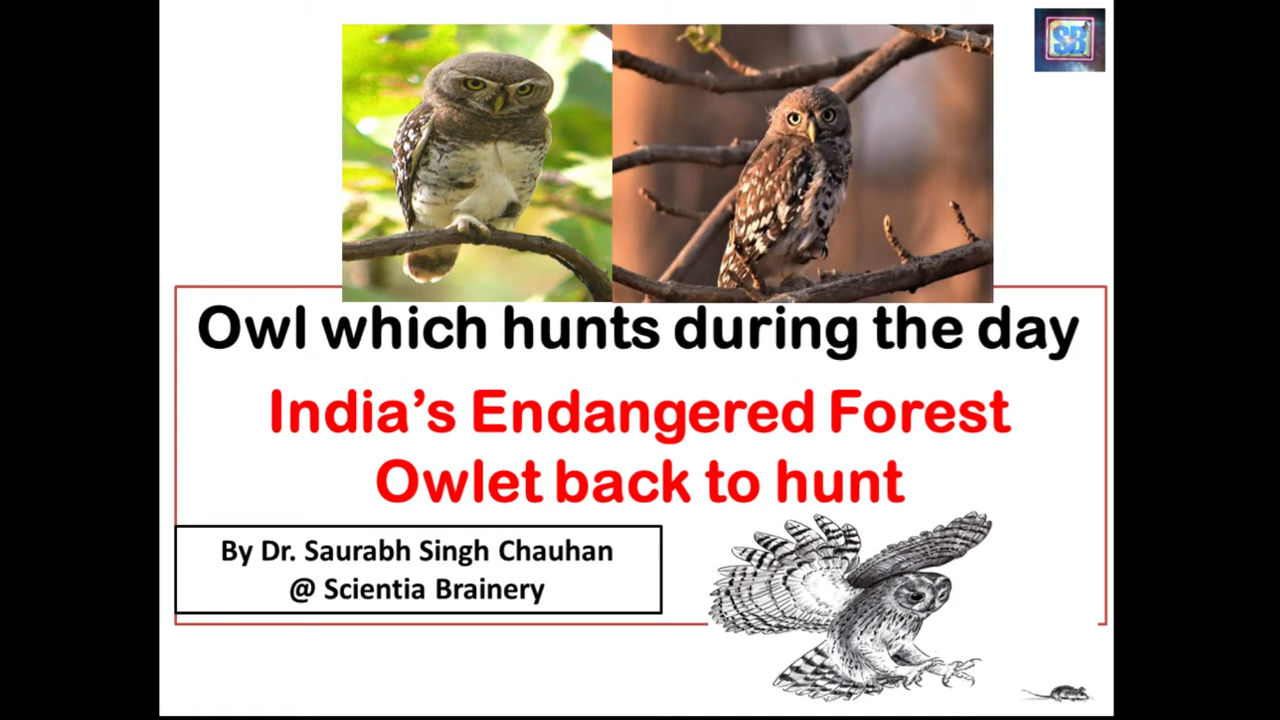 SB
Owl which hunts during the day
India's Endangered Forest
Owlet back to hunt
By Dr. Saurabh Singh Chauhan
@ Scientia Brainery